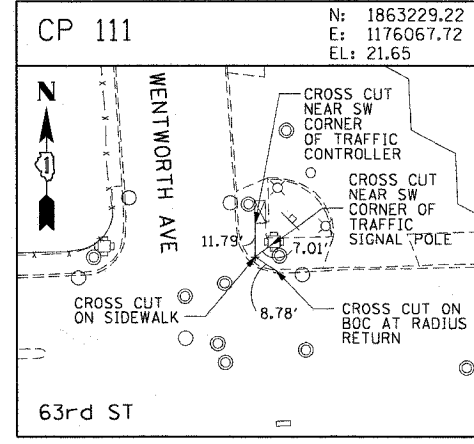 CP 111
N: 1863229.22
E: 1176067.72
EL: 21.65
N
1
WENTWORTH AVE
CROSS CUT
NEAR SW
CORNER
OF TRAFFIC
CONTROLLER
CROSS CUT
NEAR SW
CORNER OF
TRAFFIC
SIGNAL POLE
11.79'
7.01'
CROSS CUT
ON SIDEWALK
8.78'
CROSS CUT ON
BOC AT RADIUS
RETURN
63rd ST